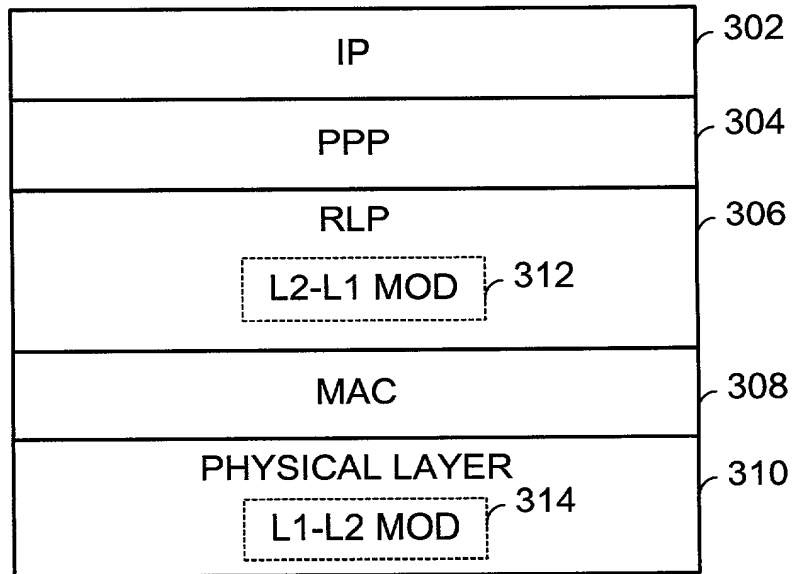 IP 302
PPP 304
RLP 306
L2-L1 MOD 312
MAC 308
PHYSICAL LAYER 310
L1-L2 MOD 314